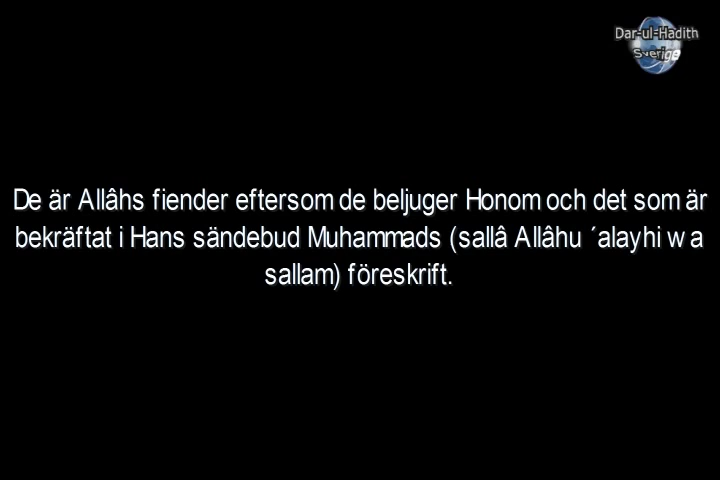 Dar-ul-Hadith
Sverige
De är Allâhs fiender eftersom de beljuger Honom och det som är
bekräftat i Hans sändebud Muhammads (sallâ Allâhu ´alayhi wa
sallam) föreskrift.